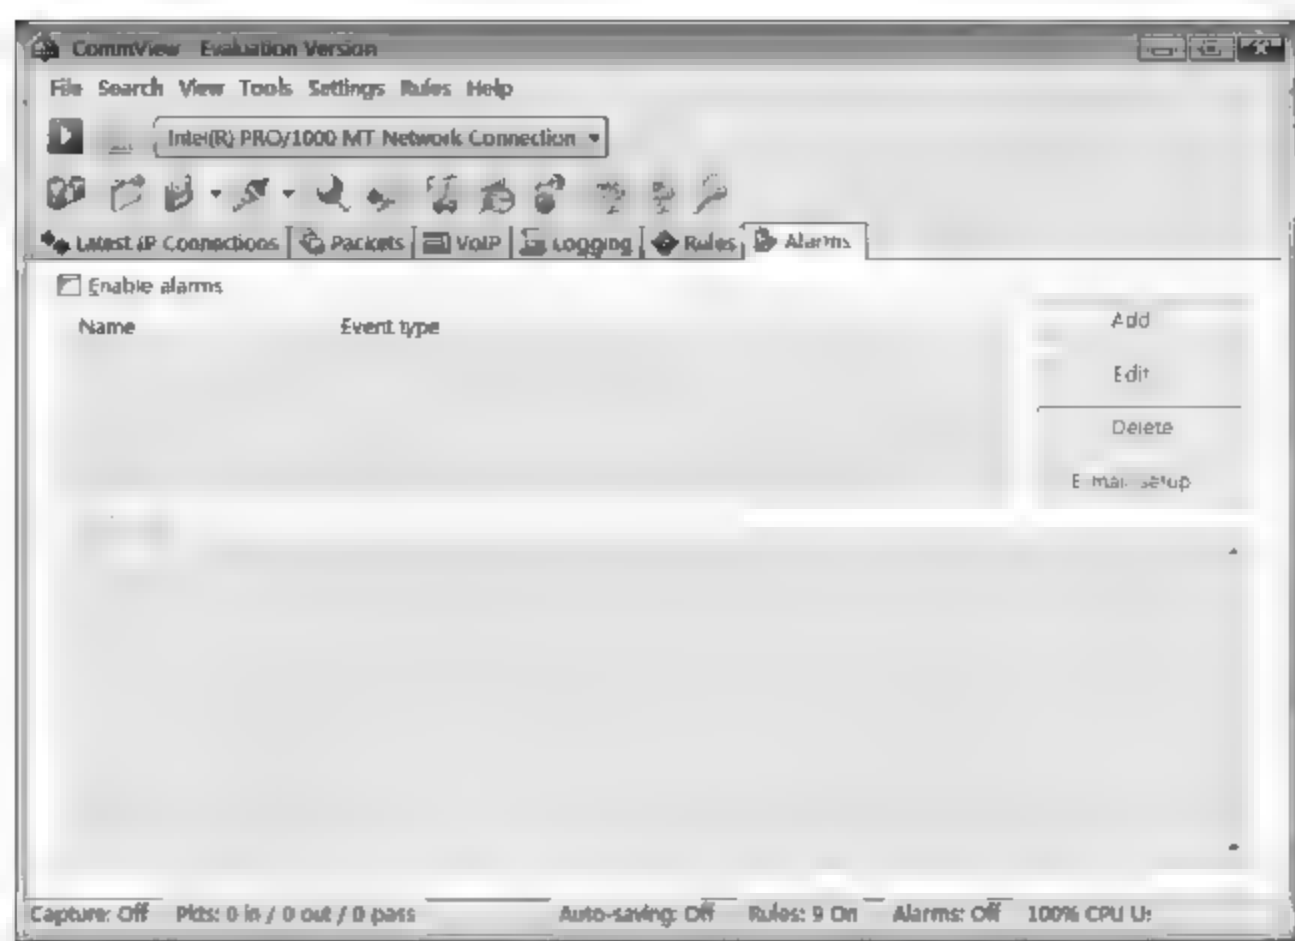 CommView Evaluation Version
File Search View Tools Settings Rules Help
Intel(R) PRO/1000 MT Network Connection
Latest IP Connections Packets VoIP Logging Rules Alarms
Enable alarms
Name Event type
Add
Edit
Delete
E-mail setup
Capture: Off Pkts: 0 in / 0 out / 0 pass Auto-saving: Off Rules: 9 On Alarms: Off 100% CPU U